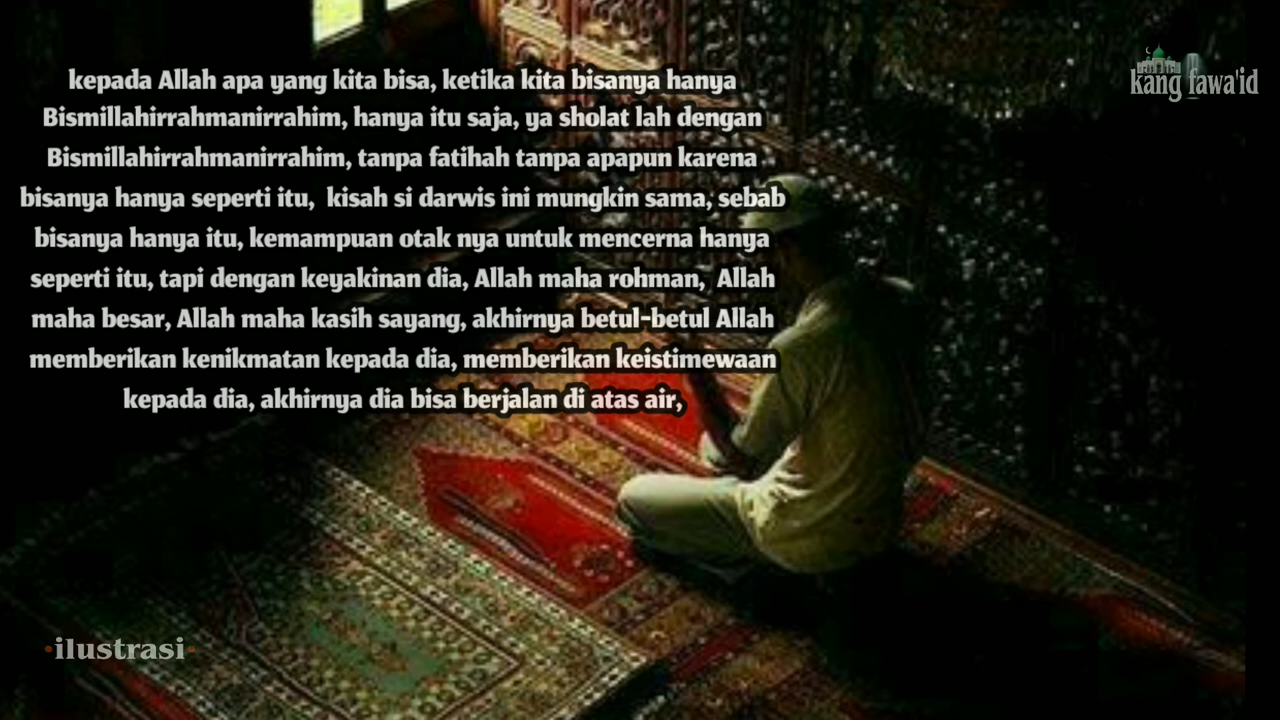 kepada Allah apa yang kita bisa, ketika kita bisanya hanya
Bismillahirrahmanirrahim, hanya itu saja, ya sholat lah dengan
Bismillahirrahmanirrahim, tanpa fatihah tanpa apapun karena
bisanya hanya seperti itu, kisah si darwis ini mungkin sama, sebab
bisanya hanya itu, kemampuan otak nya untuk mencerna hanya
seperti itu, tapi dengan keyakinan dia, Allah maha rohman, Allah
maha besar, Allah maha kasih sayang, akhirnya betul-betul Allah
memberikan kenikmatan kepada dia, memberikan keistimewaan
kepada dia, akhirnya dia bisa berjalan di atas air,
kang fawa'id
•ilustrasi•